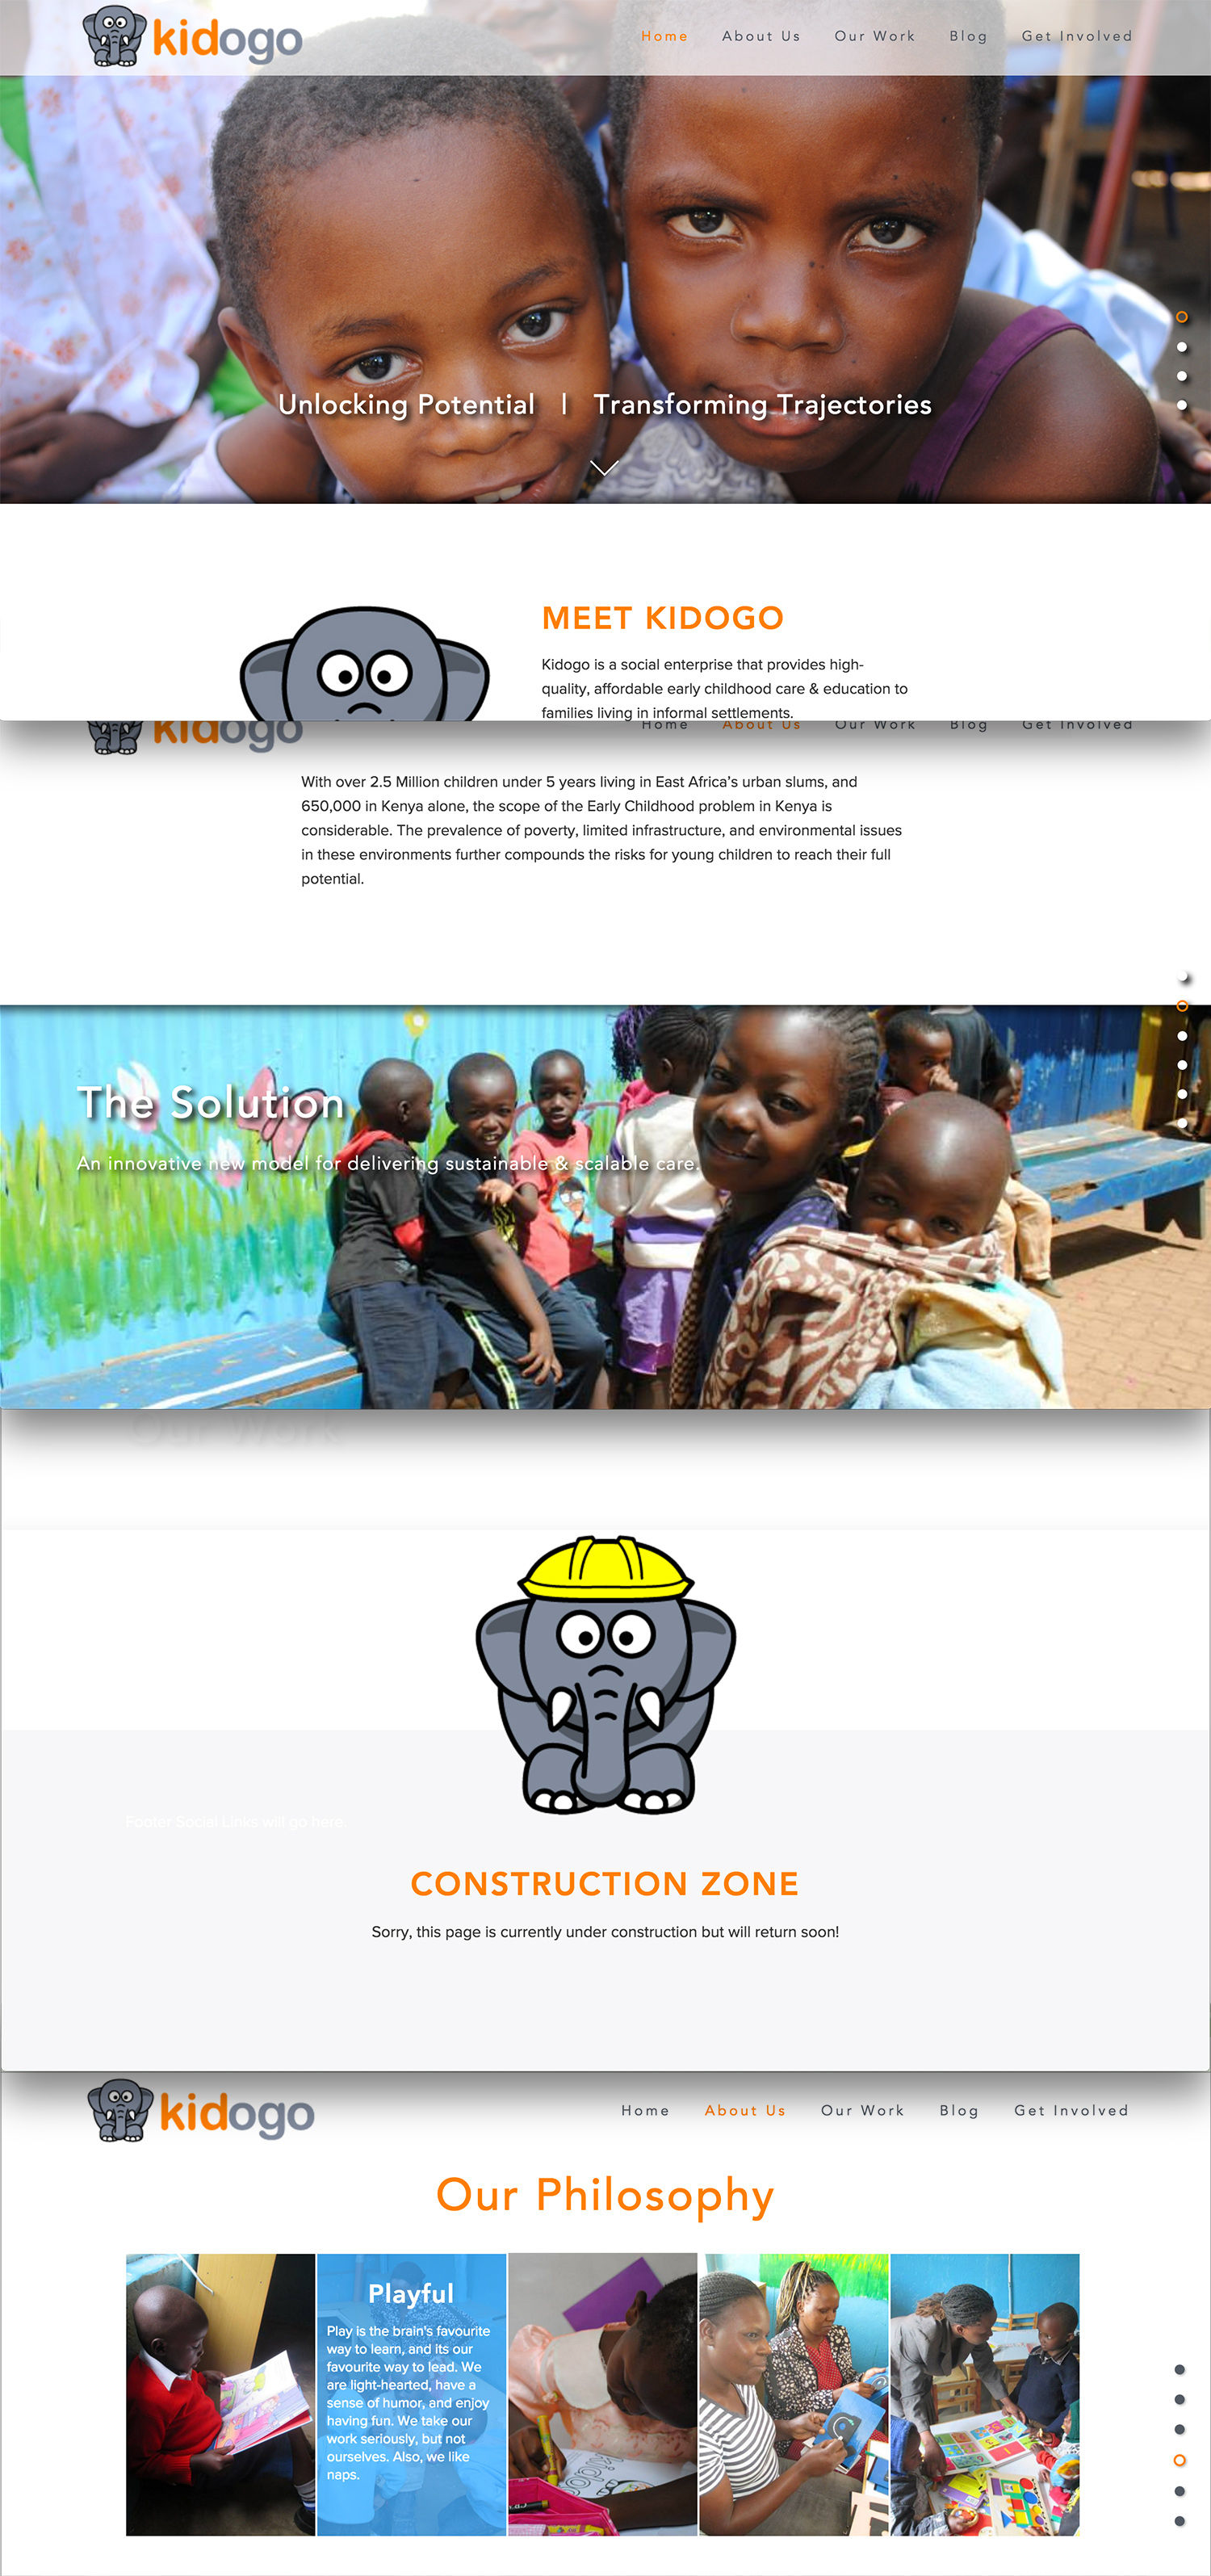 kidogo
Home About Us Our Work Blog Get Involved
Unlocking Potential | Transforming Trajectories
MEET KIDOGO
Kidogo is a social enterprise that provides high-
quality, affordable early childhood care & education to
families living in informal settlements.
kidogo
Home About Us Our Work Blog Get Involved
With over 2.5 Million children under 5 years living in East Africa's urban slums, and
650,000 in Kenya alone, the scope of the Early Childhood problem in Kenya is
considerable. The prevalence of poverty, limited infrastructure, and environmental issues
in these environments further compounds the risks for young children to reach their full
potential.
The Solution
An innovative new model for delivering sustainable & scalable care.
Our Work
Footer Social Links will go here.
CONSTRUCTION ZONE
Sorry, this page is currently under construction but will return soon!
kidogo
Home About Us Our Work Blog Get Involved
Our Philosophy
Playful
Play is the brain's favourite
way to learn, and its our
favourite way to lead. We
are light-hearted, have a
sense of humor, and enjoy
having fun. We take our
work seriously, but not
ourselves. Also, we like
naps.